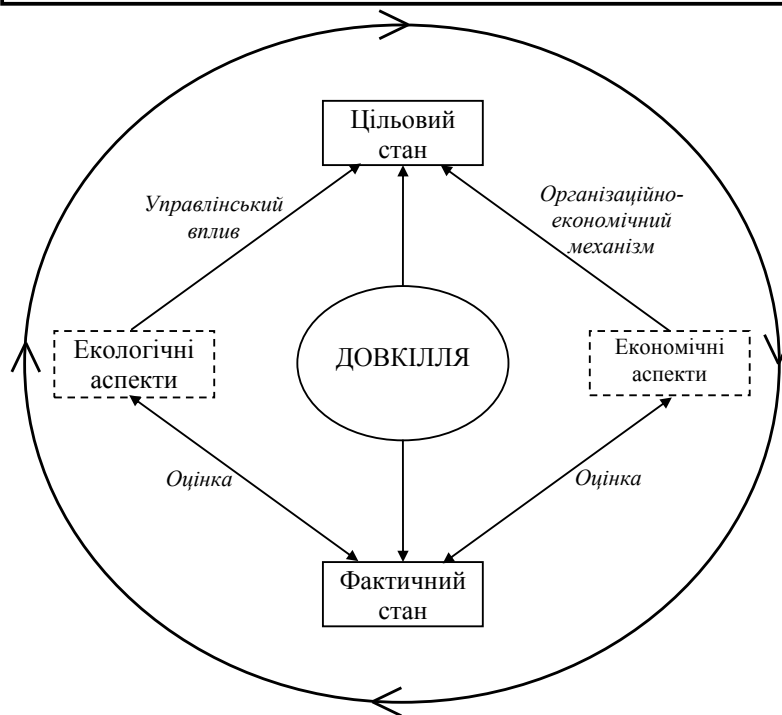 Цільовий
стан
Управлінський
вплив
Організаційно-
економічний
механізм
Екологічні
аспекти
ДОВКІЛЛЯ
Економічні
аспекти
Оцінка
Оцінка
Фактичний
стан